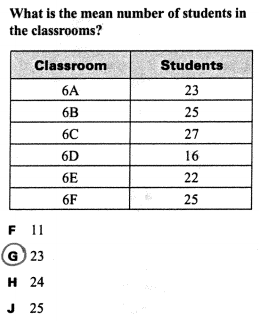 What is the mean number of students in
the classrooms?
Classroom Students
6A 23
6B 25
6C 27
6D 16
6E 22
6F 25
F 11
G 23
H 24
J 25